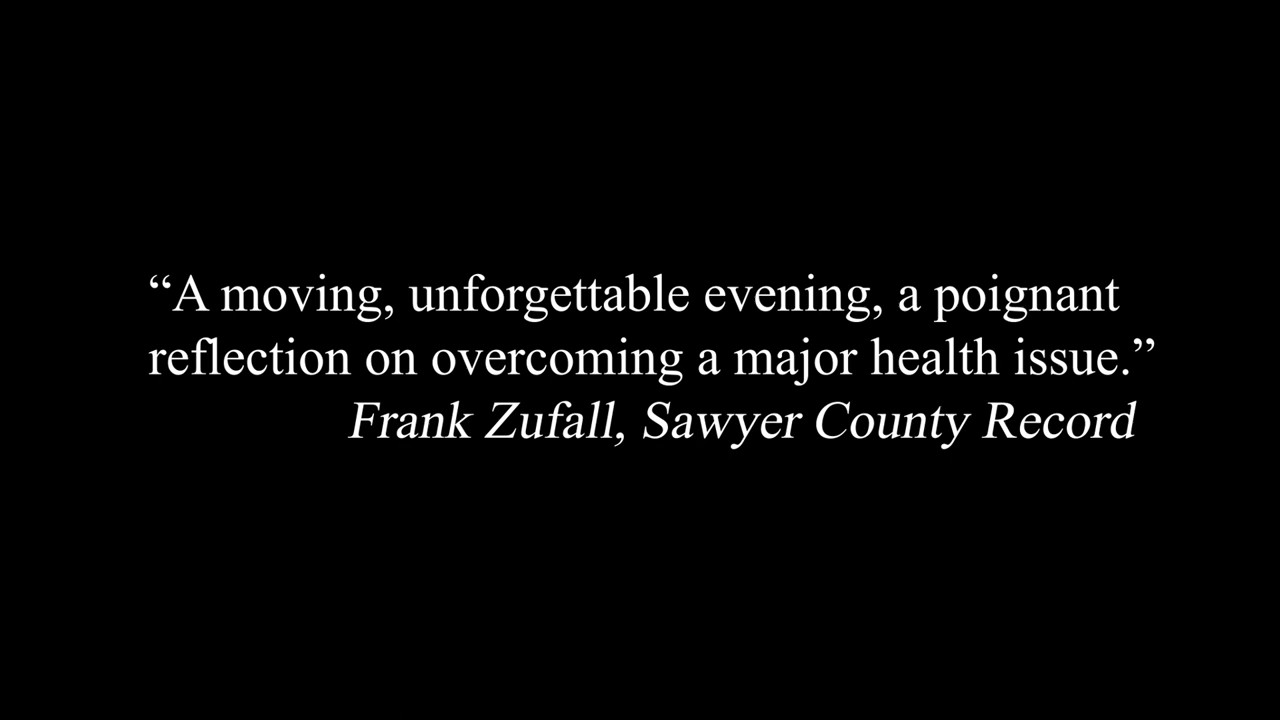 “A moving, unforgettable evening, a poignant
reflection on overcoming a major health issue.”
Frank Zufall, Sawyer County Record